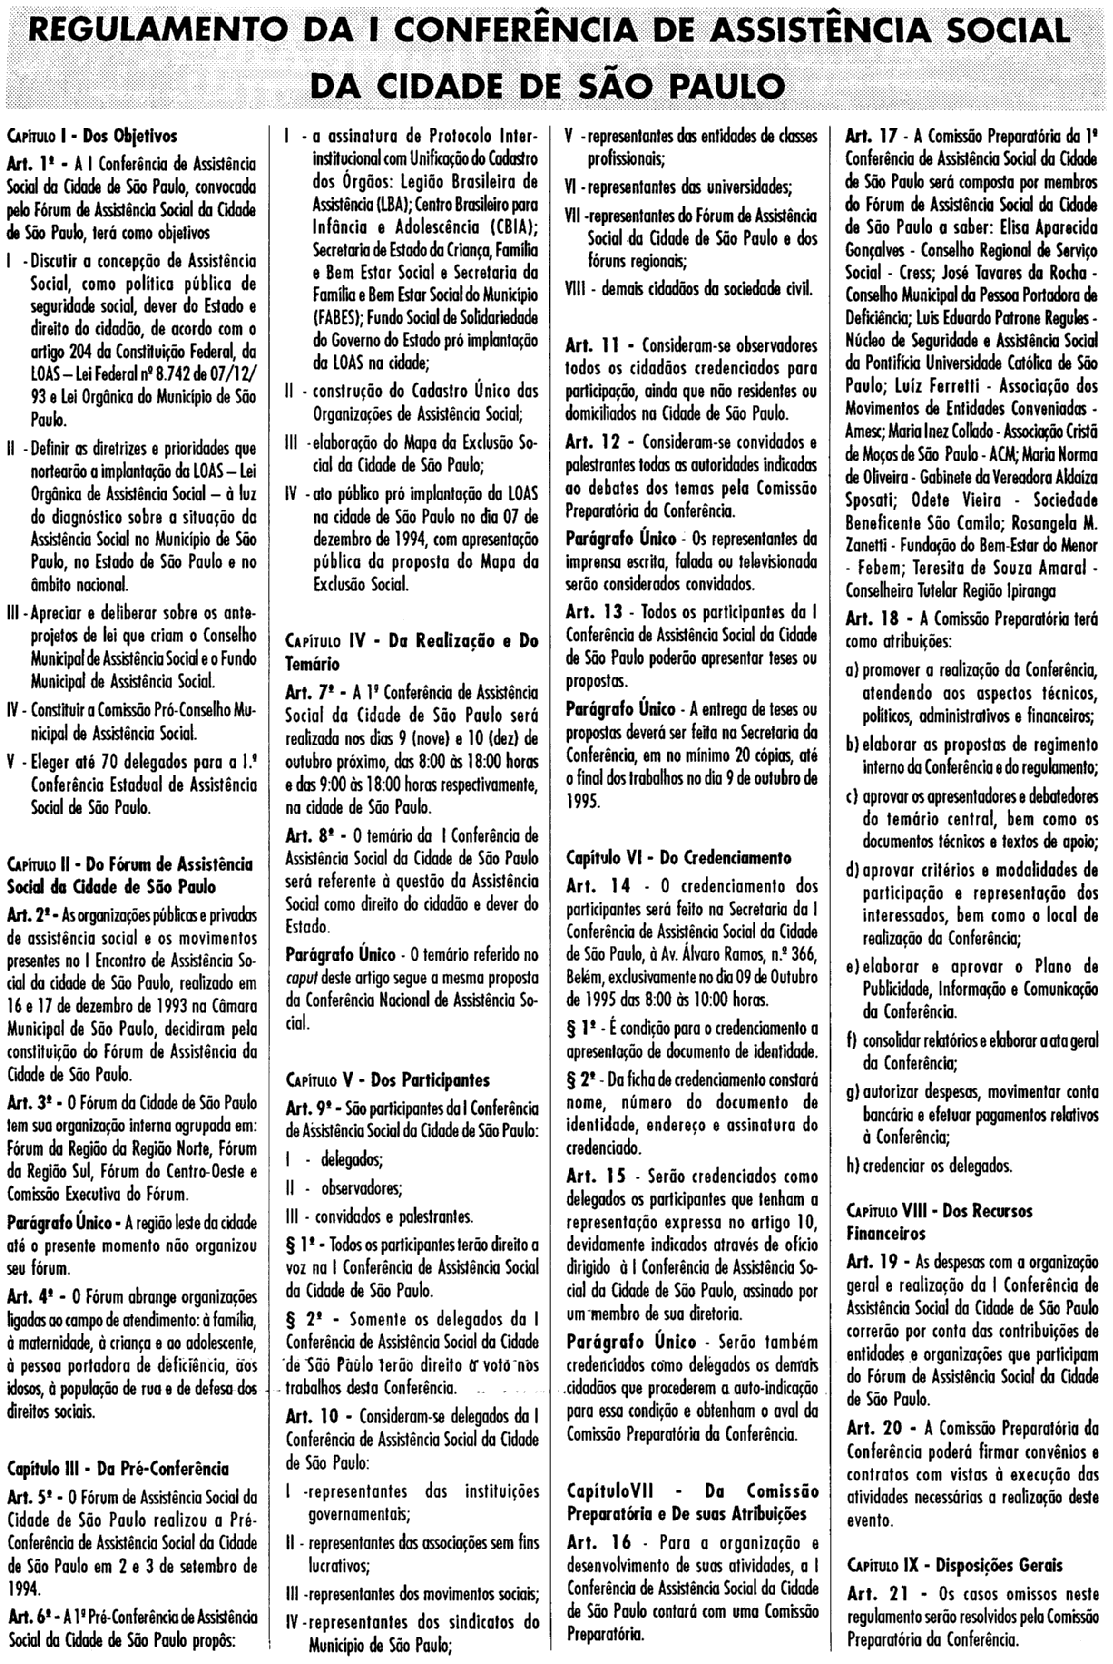 REGULAMENTO DA I CONFERÊNCIA DE ASSISTÊNCIA SOCIAL
DA CIDADE DE SÃO PAULO
CAPÍTULO I - Dos Objetivos
Art. 1º - A I Conferência de Assistência
Social da Cidade de São Paulo, convocada
pelo Fórum de Assistência Social da Cidade
de São Paulo, terá como objetivos
I - Discutir a concepção de Assistência
Social, como política pública de
seguridade social, dever do Estado e
direito do cidadão, de acordo com o
artigo 204 da Constituição Federal, da
LOAS – Lei Federal nº 8.742 de 07/12/
93 e Lei Orgânica do Município de São
Paulo.
II - Definir as diretrizes e prioridades que
nortearão a implantação da LOAS – Lei
Orgânica de Assistência Social – à luz
do diagnóstico sobre a situação da
Assistência Social no Município de São
Paulo, no Estado de São Paulo e no
âmbito nacional.
III - Apreciar e deliberar sobre os ante-
projetos de lei que criam o Conselho
Municipal de Assistência Social e o Fundo
Municipal de Assistência Social.
IV - Constituir a Comissão Pró-Conselho Mu-
nicipal de Assistência Social.
V - Eleger até 70 delegados para a I.ª
Conferência Estadual de Assistência
Social de São Paulo.
CAPÍTULO II - Do Fórum de Assistência
Social da Cidade de São Paulo
Art. 2º - As organizações públicas e privadas
de assistência social e os movimentos
presentes no I Encontro de Assistência So-
cial da cidade de São Paulo, realizado em
16 e 17 de dezembro de 1993 na Câmara
Municipal de São Paulo, decidiram pela
constituição do Fórum de Assistência da
Cidade de São Paulo.
Art. 3º - O Fórum da Cidade de São Paulo
tem sua organização interna agrupada em:
Fórum da Região da Região Norte, Fórum
da Região Sul, Fórum do Centro-Oeste e
Comissão Executiva do Fórum.
Parágrafo Único - A região leste da cidade
até o presente momento não organizou
seu fórum.
Art. 4º - O Fórum abrange organizações
ligadas ao campo de atendimento: à família,
à maternidade, à criança e ao adolescente,
à pessoa portadora de deficiência, aos
idosos, à população de rua e de defesa dos
direitos sociais.
Capítulo III - Da Pré-Conferência
Art. 5º - O Fórum de Assistência Social da
Cidade de São Paulo realizou a Pré-
Conferência de Assistência Social da Cidade
de São Paulo em 2 e 3 de setembro de
1994.
Art. 6º - A 1ª Pré-Conferência de Assistência
Social da Cidade de São Paulo propôs:
I - a assinatura de Protocolo Inter-
institucional com Unificação do Cadastro
dos Órgãos: Legião Brasileira de
Assistência (LBA); Centro Brasileiro para
Infância e Adolescência (CBIA);
Secretaria de Estado da Criança, Família
e Bem Estar Social e Secretaria da
Família e Bem Estar Social do Município
(FABES); Fundo Social de Solidariedade
do Governo do Estado pró implantação
da LOAS na cidade;
II - construção do Cadastro Único das
Organizações de Assistência Social;
III - elaboração do Mapa da Exclusão So-
cial da Cidade de São Paulo;
IV - ato público pró implantação da LOAS
na cidade de São Paulo no dia 07 de
dezembro de 1994, com apresentação
pública da proposta do Mapa da
Exclusão Social.
CAPÍTULO IV - Da Realização e Do
Temário
Art. 7º - A 1ª Conferência de Assistência
Social da Cidade de São Paulo será
realizada nos dias 9 (nove) e 10 (dez) de
outubro próximo, das 8:00 às 18:00 horas
e das 9:00 às 18:00 horas respectivamente,
na cidade de São Paulo.
Art. 8º - O temário da I Conferência de
Assistência Social da Cidade de São Paulo
será referente à questão da Assistência
Social como direito do cidadão e dever do
Estado.
Parágrafo Único - O temário referido no
caput deste artigo segue a mesma proposta
da Conferência Nacional de Assistência So-
cial.
CAPÍTULO V - Dos Participantes
Art. 9º - São participantes da I Conferência
de Assistência Social da Cidade de São Paulo:
I - delegados;
II - observadores;
III - convidados e palestrantes.
§ 1º - Todos os participantes terão direito a
voz na I Conferência de Assistência Social
da Cidade de São Paulo.
§ 2º - Somente os delegados da I
Conferência de Assistência Social da Cidade
de São Paulo terão direito a voto nos
trabalhos desta Conferência.
Art. 10 - Consideram-se delegados da I
Conferência de Assistência Social da Cidade
de São Paulo:
I - representantes das instituições
governamentais;
II - representantes das associações sem fins
lucrativos;
III - representantes dos movimentos sociais;
IV - representantes dos sindicatos do
Município de São Paulo;
V - representantes das entidades de classes
profissionais;
VI - representantes das universidades;
VII - representantes do Fórum de Assistência
Social da Cidade de São Paulo e dos
fóruns regionais;
VIII - demais cidadãos da sociedade civil.
Art. 11 - Consideram-se observadores
todos os cidadãos credenciados para
participação, ainda que não residentes ou
domiciliados na Cidade de São Paulo.
Art. 12 - Consideram-se convidados e
palestrantes todas as autoridades indicadas
ao debates dos temas pela Comissão
Preparatória da Conferência.
Parágrafo Único - Os representantes da
imprensa escrita, falada ou televisionada
serão considerados convidados.
Art. 13 - Todos os participantes da I
Conferência de Assistência Social da Cidade
de São Paulo poderão apresentar teses ou
propostas.
Parágrafo Único - A entrega de teses ou
propostas deverá ser feita na Secretaria da
Conferência, em no mínimo 20 cópias, até
o final dos trabalhos no dia 9 de outubro de
1995.
Capítulo VI - Do Credenciamento
Art. 14 - O credenciamento dos
participantes será feito na Secretaria da I
Conferência de Assistência Social da Cidade
de São Paulo, à Av. Álvaro Ramos, n.º 366,
Belém, exclusivamente no dia 09 de Outubro
de 1995 das 8:00 às 10:00 horas.
§ 1º - É condição para o credenciamento a
apresentação de documento de identidade.
§ 2º - Da ficha de credenciamento constará
nome, número do documento de
identidade, endereço e assinatura do
credenciado.
Art. 15 - Serão credenciados como
delegados os participantes que tenham a
representação expressa no artigo 10,
devidamente indicados através de ofício
dirigido à I Conferência de Assistência So-
cial da Cidade de São Paulo, assinado por
um membro de sua diretoria.
Parágrafo Único - Serão também
credenciados como delegados os demais
cidadãos que procederem a auto-indicação
para essa condição e obtenham o aval da
Comissão Preparatória da Conferência.
CapítuloVII - Da Comissão
Preparatória e De suas Atribuições
Art. 16 - Para a organização e
desenvolvimento de suas atividades, a I
Conferência de Assistência Social da Cidade
de São Paulo contará com uma Comissão
Preparatória.
Art. 17 - A Comissão Preparatória da 1ª
Conferência de Assistência Social da Cidade
de São Paulo será composta por membros
do Fórum de Assistência Social da Cidade
de São Paulo a saber: Elisa Aparecida
Gonçalves - Conselho Regional de Serviço
Social - Cress; José Tavares da Rocha -
Conselho Municipal da Pessoa Portadora de
Deficiência; Luis Eduardo Patrone Regules -
Núcleo de Seguridade e Assistência Social
da Pontifícia Universidade Católica de São
Paulo; Luíz Ferretti - Associação dos
Movimentos de Entidades Conveniadas -
Amesc; Maria Inez Collado - Associação Cristã
de Moços de São Paulo - ACM; Maria Norma
de Oliveira - Gabinete da Vereadora Aldaíza
Sposati; Odete Vieira - Sociedade
Beneficente São Camilo; Rosangela M.
Zanetti - Fundação do Bem-Estar do Menor
- Febem; Teresita de Souza Amaral -
Conselheira Tutelar Região Ipiranga
Art. 18 - A Comissão Preparatória terá
como atribuições:
a) promover a realização da Conferência,
atendendo aos aspectos técnicos,
políticos, administrativos e financeiros;
b) elaborar as propostas de regimento
interno da Conferência e do regulamento;
c) aprovar os apresentadores e debatedores
do temário central, bem como os
documentos técnicos e textos de apoio;
d) aprovar critérios e modalidades de
participação e representação dos
interessados, bem como o local de
realização da Conferência;
e) elaborar e aprovar o Plano de
Publicidade, Informação e Comunicação
da Conferência.
f) consolidar relatórios e elaborar a ata geral
da Conferência;
g) autorizar despesas, movimentar conta
bancária e efetuar pagamentos relativos
à Conferência;
h) credenciar os delegados.
CAPÍTULO VIII - Dos Recursos
Financeiros
Art. 19 - As despesas com a organização
geral e realização da I Conferência de
Assistência Social da Cidade de São Paulo
correrão por conta das contribuições de
entidades e organizações que participam
do Fórum de Assistência Social da Cidade
de São Paulo.
Art. 20 - A Comissão Preparatória da
Conferência poderá firmar convênios e
contratos com vistas à execução das
atividades necessárias a realização deste
evento.
CAPÍTULO IX - Disposições Gerais
Art. 21 - Os casos omissos neste
regulamento serão resolvidos pela Comissão
Preparatória da Conferência.